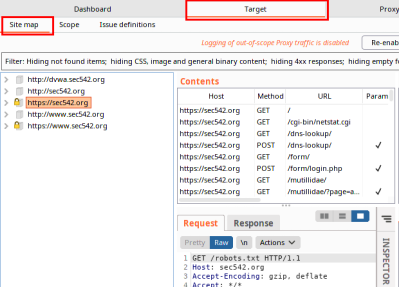 Dashboard Target Proxy
Site map Scope Issue definitions
Logging of out-of-scope Proxy traffic is disabled Re-enab
Filter: Hiding not found items; hiding CSS, image and general binary content; hiding 4xx responses; hiding empty fo
http://dvwa.sec542.org
http://sec542.org
https://sec542.org
http://www.sec542.org
https://www.sec542.org
Contents
Host Method URL Param
https://sec542.org GET /
https://sec542.org GET /cgi-bin/netstat.cgi
https://sec542.org GET /dns-lookup/
https://sec542.org POST /dns-lookup/ ✓
https://sec542.org GET /form/
https://sec542.org POST /form/login.php ✓
https://sec542.org GET /mutillidae/
https://sec542.org GET /mutillidae/?page=a... ✓
Request Response
Pretty Raw \n Actions
1 GET /robots.txt HTTP/1.1
2 Host: sec542.org
3 Accept-Encoding: gzip, deflate
4 Accept: */*
INSPECTOR